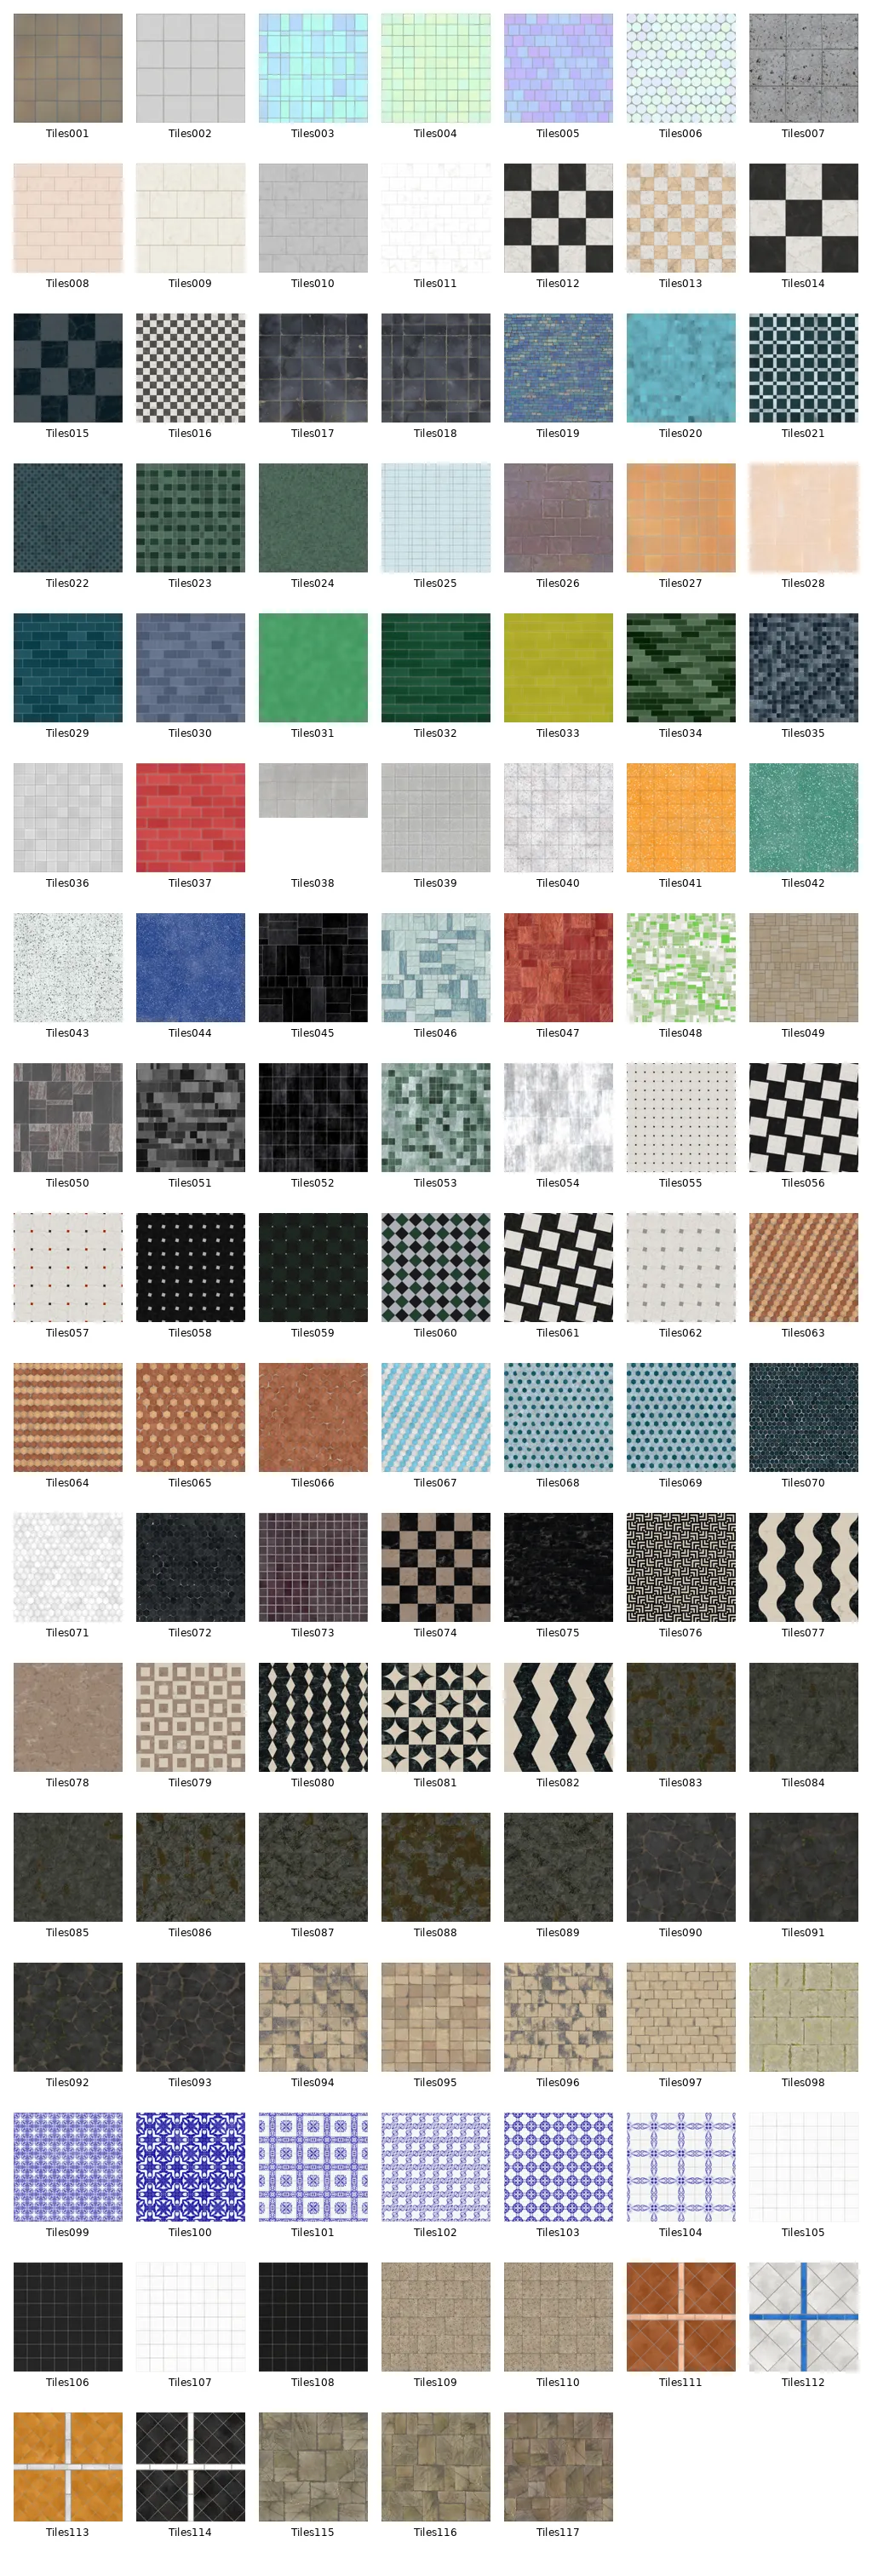 Tiles001 Tiles002 Tiles003 Tiles004 Tiles005 Tiles006 Tiles007
Tiles008 Tiles009 Tiles010 Tiles011 Tiles012 Tiles013 Tiles014
Tiles015 Tiles016 Tiles017 Tiles018 Tiles019 Tiles020 Tiles021
Tiles022 Tiles023 Tiles024 Tiles025 Tiles026 Tiles027 Tiles028
Tiles029 Tiles030 Tiles031 Tiles032 Tiles033 Tiles034 Tiles035
Tiles036 Tiles037 Tiles038 Tiles039 Tiles040 Tiles041 Tiles042
Tiles043 Tiles044 Tiles045 Tiles046 Tiles047 Tiles048 Tiles049
Tiles050 Tiles051 Tiles052 Tiles053 Tiles054 Tiles055 Tiles056
Tiles057 Tiles058 Tiles059 Tiles060 Tiles061 Tiles062 Tiles063
Tiles064 Tiles065 Tiles066 Tiles067 Tiles068 Tiles069 Tiles070
Tiles071 Tiles072 Tiles073 Tiles074 Tiles075 Tiles076 Tiles077
Tiles078 Tiles079 Tiles080 Tiles081 Tiles082 Tiles083 Tiles084
Tiles085 Tiles086 Tiles087 Tiles088 Tiles089 Tiles090 Tiles091
Tiles092 Tiles093 Tiles094 Tiles095 Tiles096 Tiles097 Tiles098
Tiles099 Tiles100 Tiles101 Tiles102 Tiles103 Tiles104 Tiles105
Tiles106 Tiles107 Tiles108 Tiles109 Tiles110 Tiles111 Tiles112
Tiles113 Tiles114 Tiles115 Tiles116 Tiles117